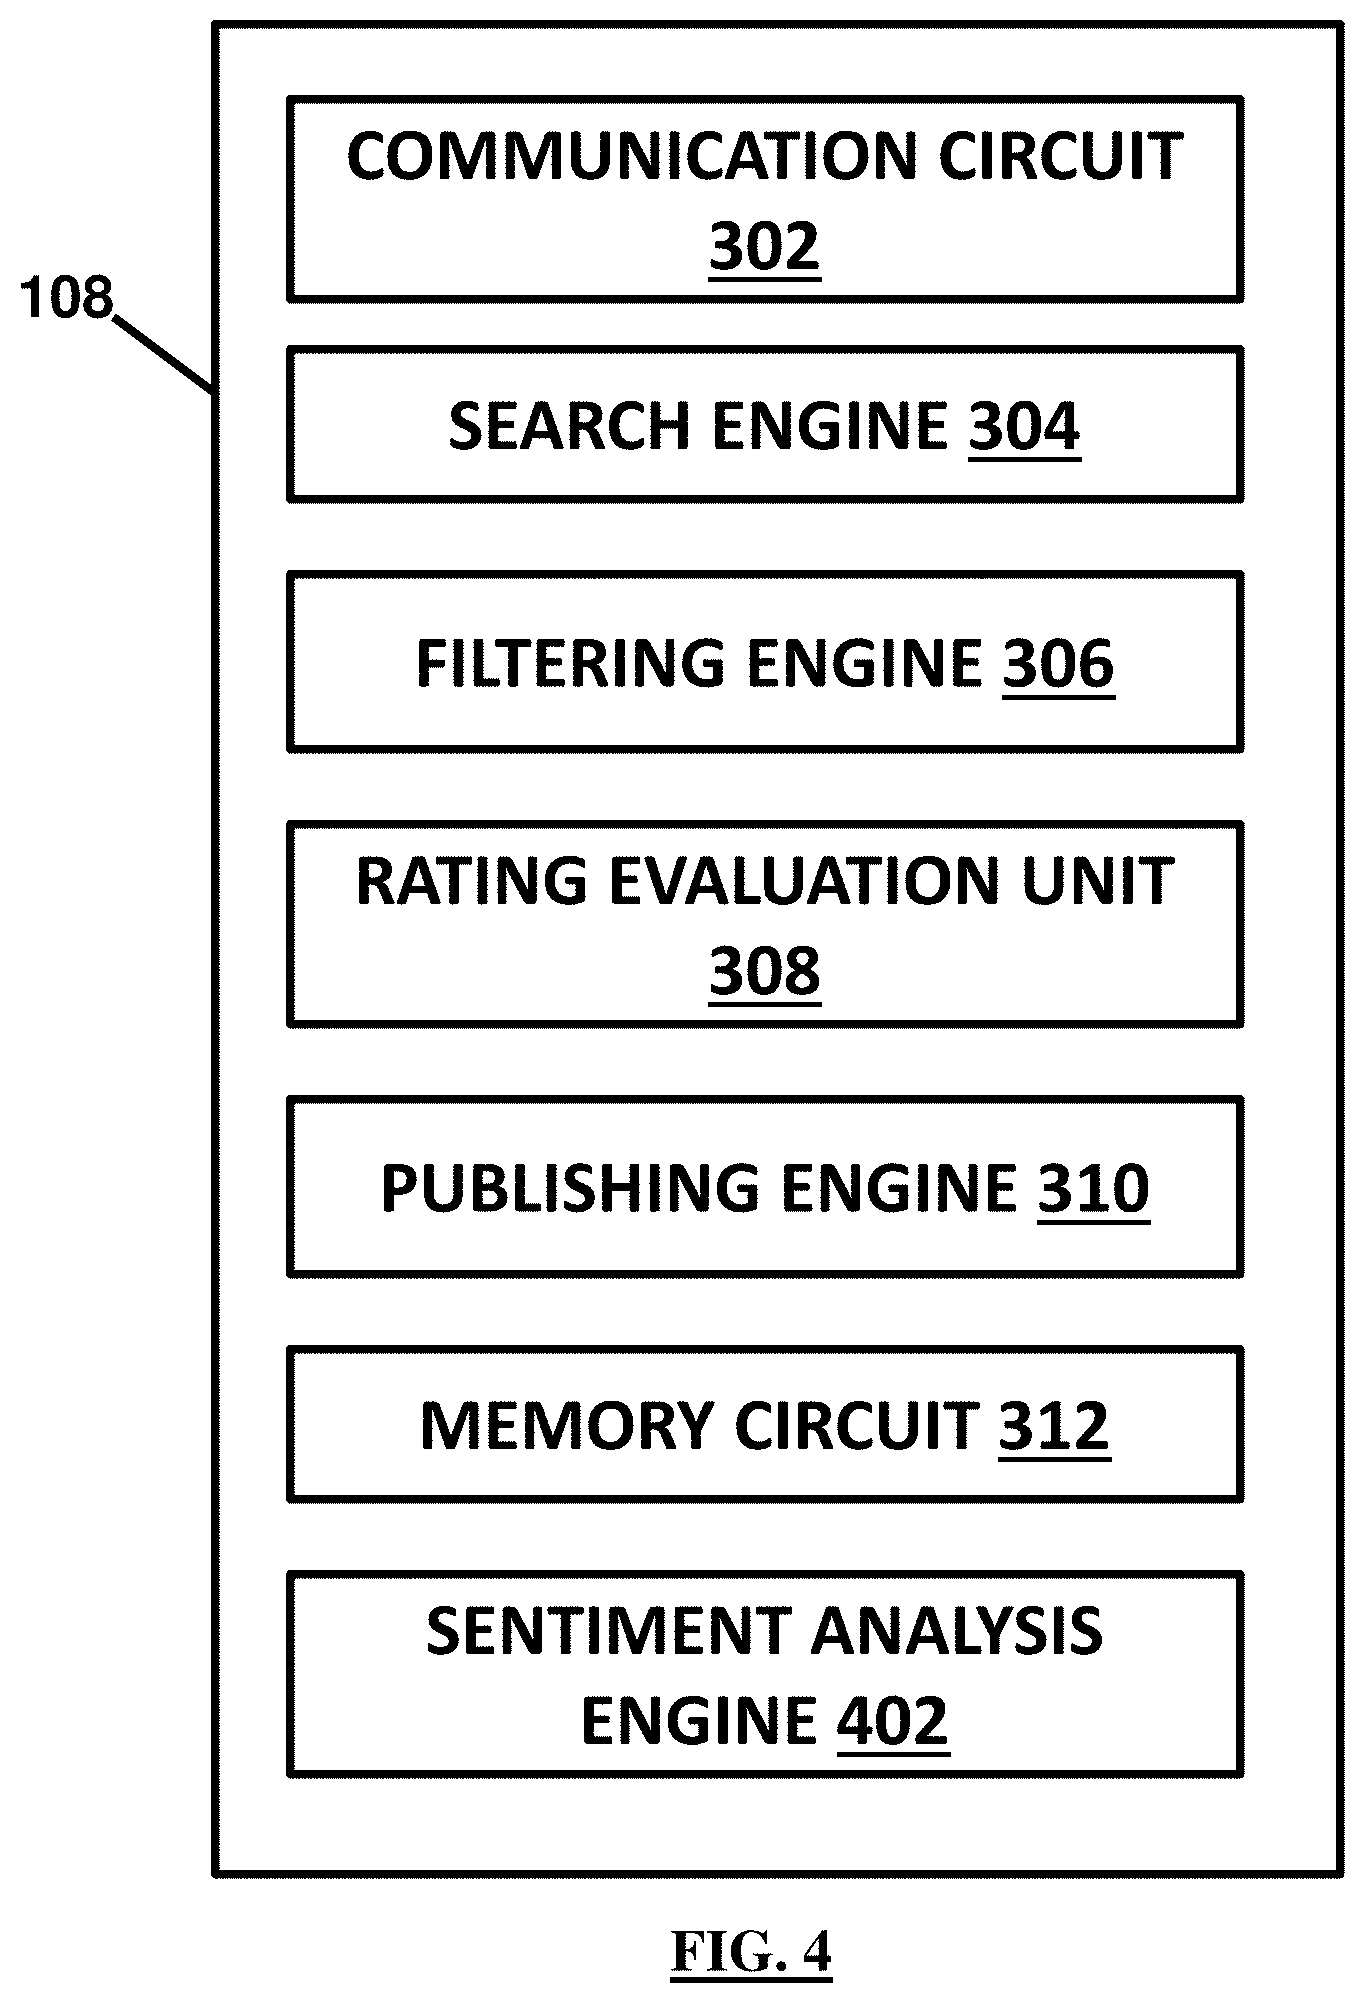 COMMUNICATION CIRCUIT
302
108
SEARCH ENGINE 304
FILTERING ENGINE 306
RATING EVALUATION UNIT
308
PUBLISHING ENGINE 310
MEMORY CIRCUIT 312
SENTIMENT ANALYSIS
ENGINE 402
FIG. 4